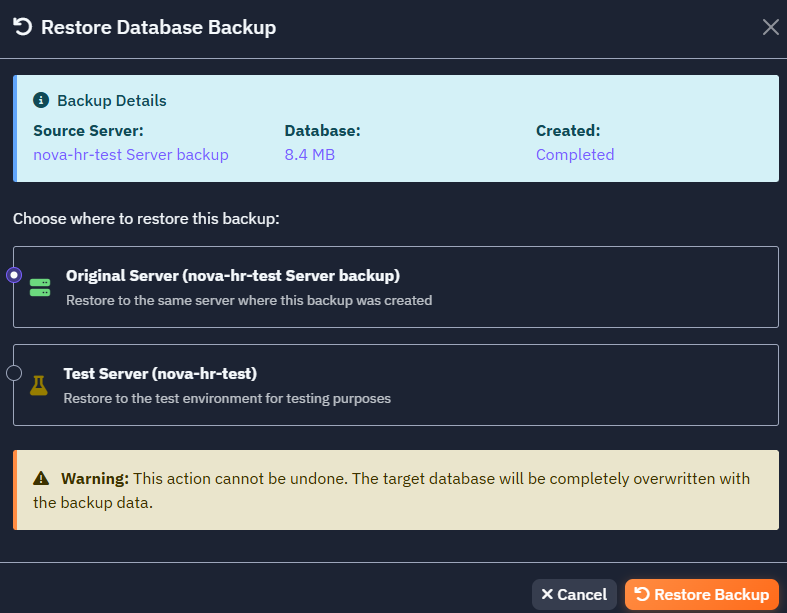 Restore Database Backup
Backup Details
Source Server: Database: Created:
nova-hr-test Server backup 8.4 MB Completed
Choose where to restore this backup:
Original Server (nova-hr-test Server backup)
Restore to the same server where this backup was created
Test Server (nova-hr-test)
Restore to the test environment for testing purposes
Warning: This action cannot be undone. The target database will be completely overwritten with
the backup data.
Cancel Restore Backup